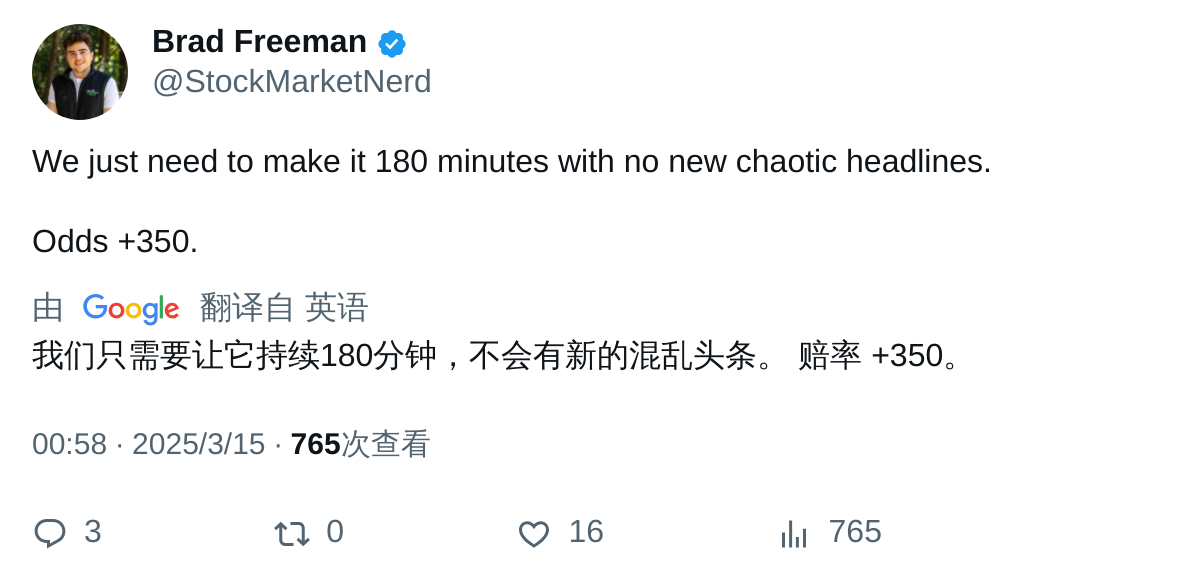 Brad Freeman
@StockMarketNerd
We just need to make it 180 minutes with no new chaotic headlines.
Odds +350.
由 Google 翻译自 英语
我们只需要让它持续180分钟，不会有新的混乱头条。 赔率 +350。
00:58 · 2025/3/15 · 765次查看
3 0 16 765